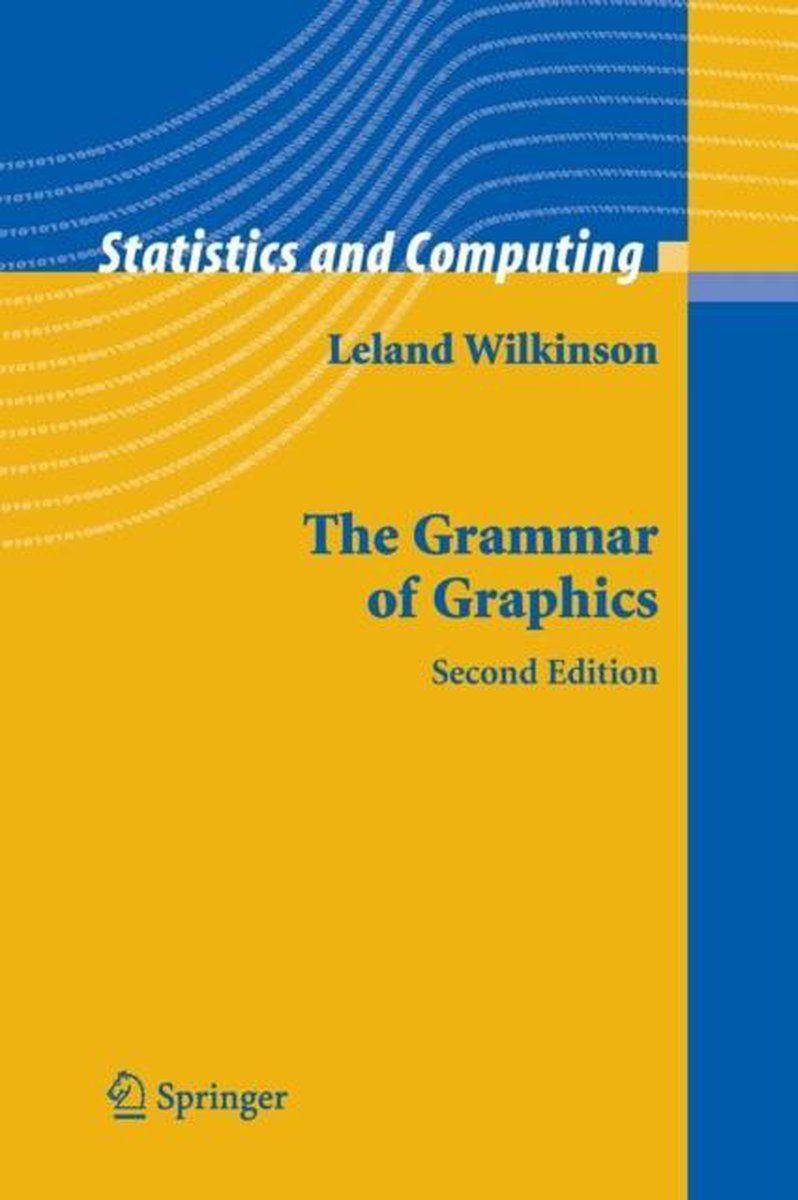 Statistics and Computing
Leland Wilkinson
The Grammar
of Graphics
Second Edition
Springer